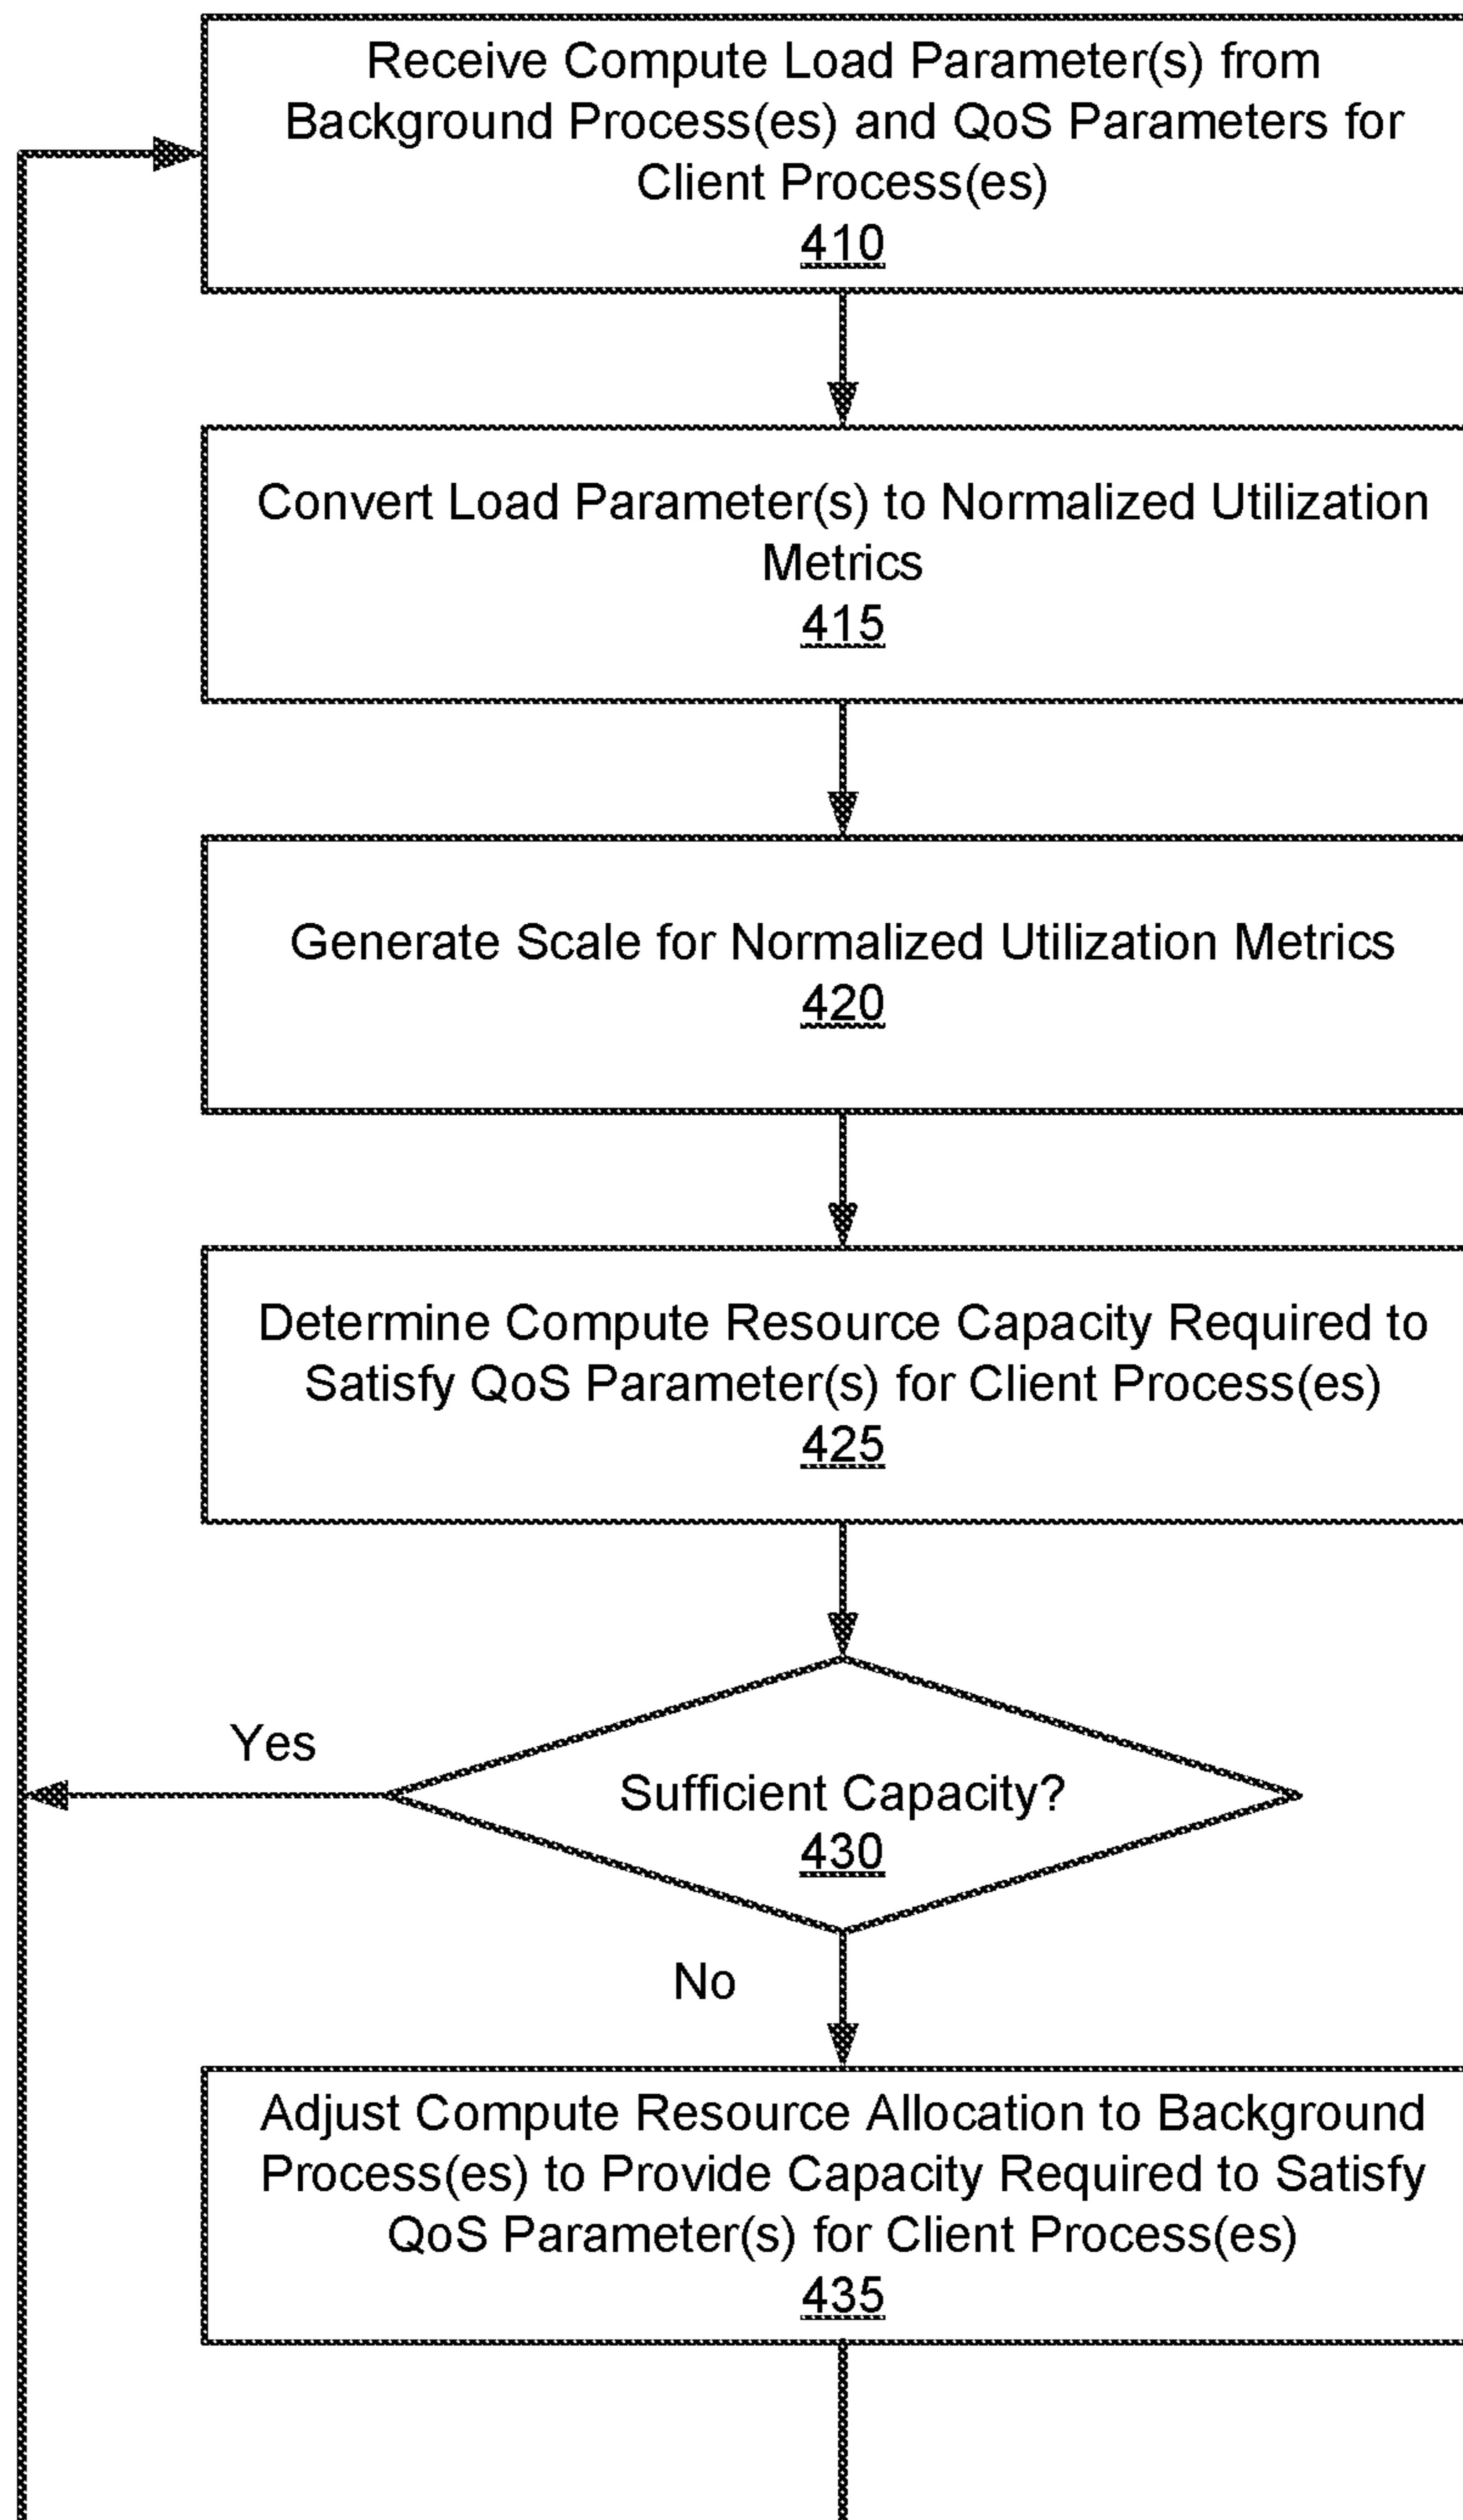 Receive Compute Load Parameter(s) from
Background Process(es) and QoS Parameters for
Client Process(es)
410
Convert Load Parameter(s) to Normalized Utilization
Metrics
415
Generate Scale for Normalized Utilization Metrics
420
Determine Compute Resource Capacity Required to
Satisfy QoS Parameter(s) for Client Process(es)
425
Yes
Sufficient Capacity?
430
No
Adjust Compute Resource Allocation to Background
Process(es) to Provide Capacity Required to Satisfy
QoS Parameter(s) for Client Process(es)
435